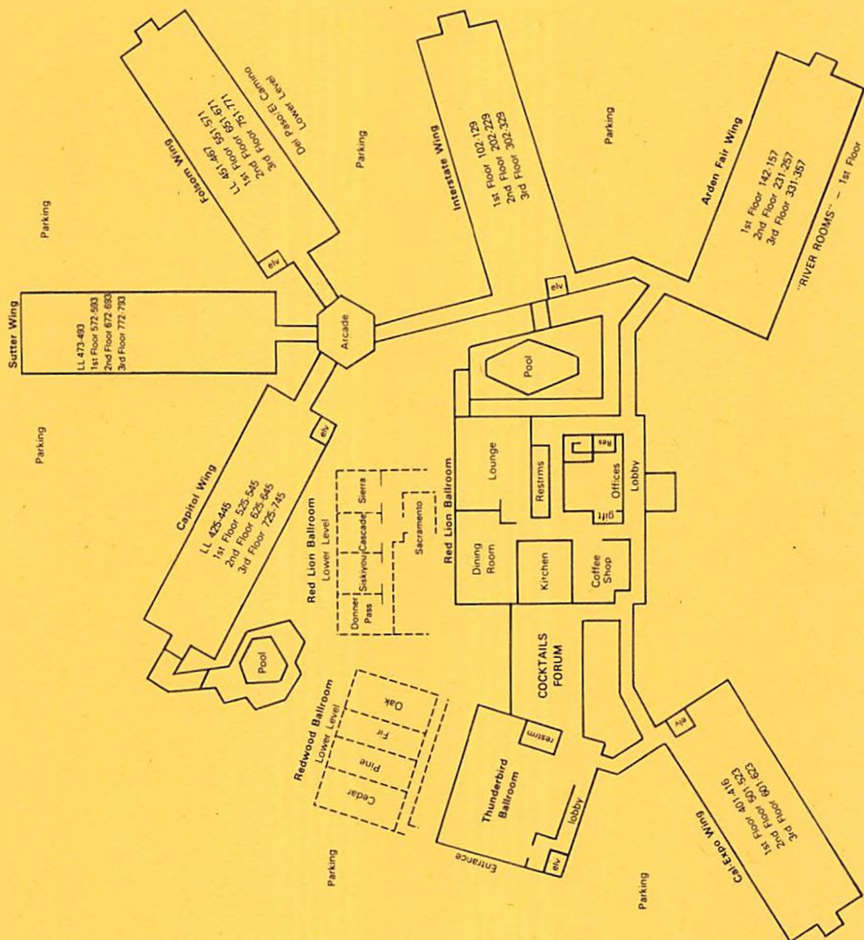 Parking
Sutter Wing
LL 473-493
1st Floor 572-593
2nd Floor 672-693
3rd Floor 772-793
Parking
Folsom Wing
LL 451-467
1st Floor 551-571
2nd Floor 651-671
3rd Floor 751-771
Del Paso/El Camino
Lower Level
elv
Parking
Arcade
Capitol Wing
LL 425-445
1st Floor 525-545
2nd Floor 625-645
3rd Floor 725-745
elv
Pool
Interstate Wing
1st Floor 102-129
2nd Floor 202-229
3rd Floor 302-329
elv
Parking
Arden Fair Wing
1st Floor 142-157
2nd Floor 231-257
3rd Floor 331-357
"RIVER ROOMS" – 1st Floor
Pool
Red Lion Ballroom
Lower Level
Donner
Pass
Siskiyou
Cascade
Sierra
Sacramento
Red Lion Ballroom
Dining
Room
Lounge
Restrms
Kitchen
Coffee
Shop
gift
Offices
Res
Lobby
COCKTAILS
FORUM
Redwood Ballroom
Lower Level
Cedar
Pine
Fir
Oak
Thunderbird
Ballroom
restrm
lobby
Entrance
elv
Parking
elv
Cal-Expo Wing
1st Floor 401-416
2nd Floor 501-523
3rd Floor 601-623
Parking